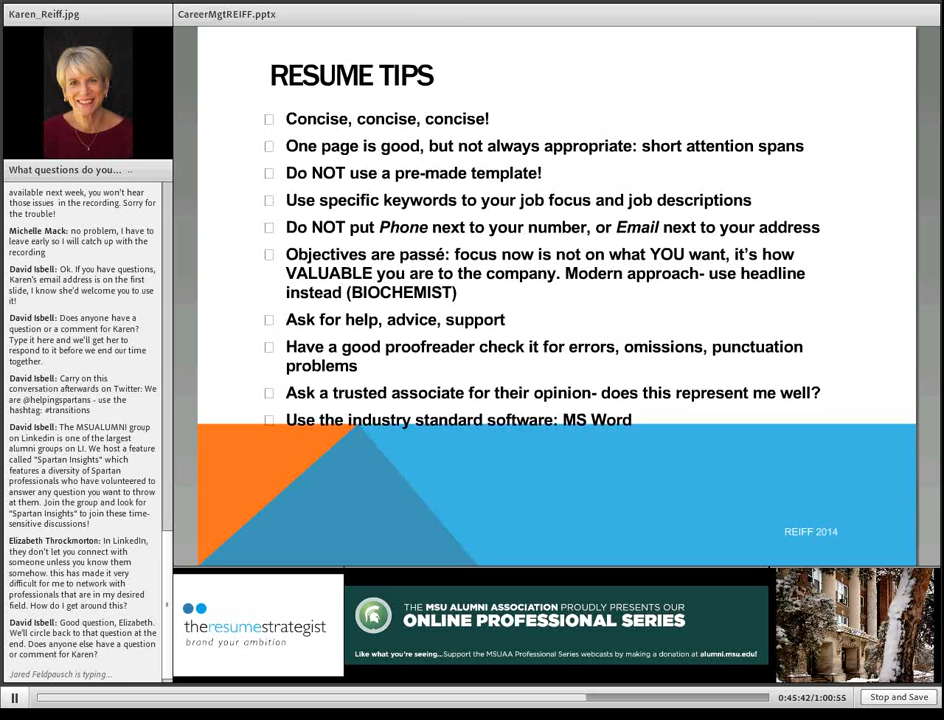 Karen_Reiff.jpg
CareerMgtREIFF.pptx
What questions do you... ..
available next week, you won't hear
those issues in the recording. Sorry for
the trouble!
Michelle Mack: no problem, I have to
leave early so I will catch up with the
recording
David Isbell: Ok. If you have questions,
Karen's email address is on the first
slide, I know she'd welcome you to use
it!
David Isbell: Does anyone have a
question or a comment for Karen?
Type it here and we'll get her to
respond to it before we end our time
together.
David Isbell: Carry on this
conversation afterwards on Twitter: We
are @helpingspartans - use the
hashtag: #transitions
David Isbell: The MSUALUMNI group
on Linkedin is one of the largest
alumni groups on LI. We host a feature
called "Spartan Insights" which
features a diversity of Spartan
professionals who have volunteered to
answer any question you want to throw
at them. Join the group and look for
"Spartan Insights" to join these time-
sensitive discussions!
Elizabeth Throckmorton: In LinkedIn,
they don't let you connect with
someone unless you know them
somehow. this has made it very
difficult for me to network with
professionals that are in my desired
field. How do I get around this?
David Isbell: Good question, Elizabeth.
We'll circle back to that question at the
end. Does anyone else have a question
or comment for Karen?
Jared Feldpausch is typing...
RESUME TIPS
Concise, concise, concise!
One page is good, but not always appropriate: short attention spans
Do NOT use a pre-made template!
Use specific keywords to your job focus and job descriptions
Do NOT put Phone next to your number, or Email next to your address
Objectives are passé: focus now is not on what YOU want, it's how
VALUABLE you are to the company. Modern approach- use headline
instead (BIOCHEMIST)
Ask for help, advice, support
Have a good proofreader check it for errors, omissions, punctuation
problems
Ask a trusted associate for their opinion- does this represent me well?
Use the industry standard software: MS Word
REIFF 2014
theresumestrategist
brand your ambition
THE MSU ALUMNI ASSOCIATION PROUDLY PRESENTS OUR
ONLINE PROFESSIONAL SERIES
Like what you're seeing...Support the MSUAA Professional Series webcasts by making a donation at alumni.msu.edu!
0:45:42/1:00:55
Stop and Save